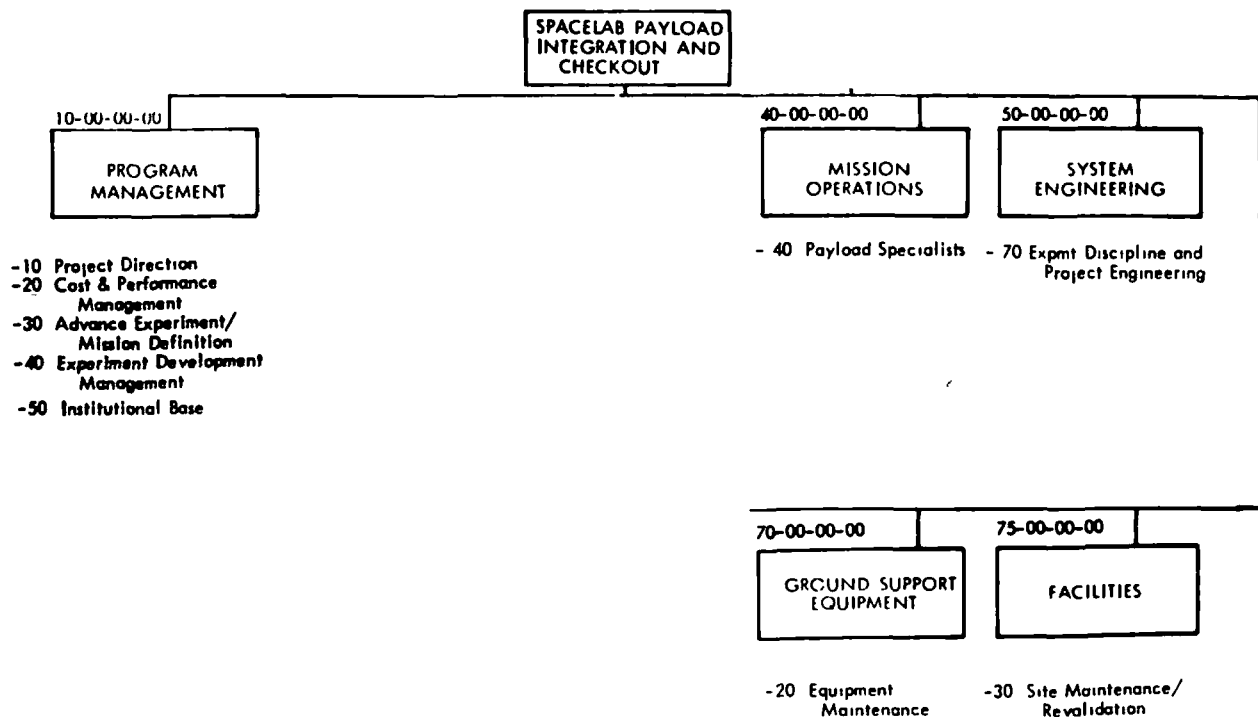 SPACELAB PAYLOAD
INTEGRATION AND
CHECKOUT
10-00-00-00
PROGRAM
MANAGEMENT
-10 Project Direction
-20 Cost & Performance
Management
-30 Advance Experiment/
Mission Definition
-40 Experiment Development
Management
-50 Institutional Base
40-00-00-00
MISSION
OPERATIONS
- 40 Payload Specialists
50-00-00-00
SYSTEM
ENGINEERING
- 70 Expmt Discipline and
Project Engineering
70-00-00-00
GROUND SUPPORT
EQUIPMENT
-20 Equipment
Maintenance
75-00-00-00
FACILITIES
-30 Site Maintenance/
Revalidation